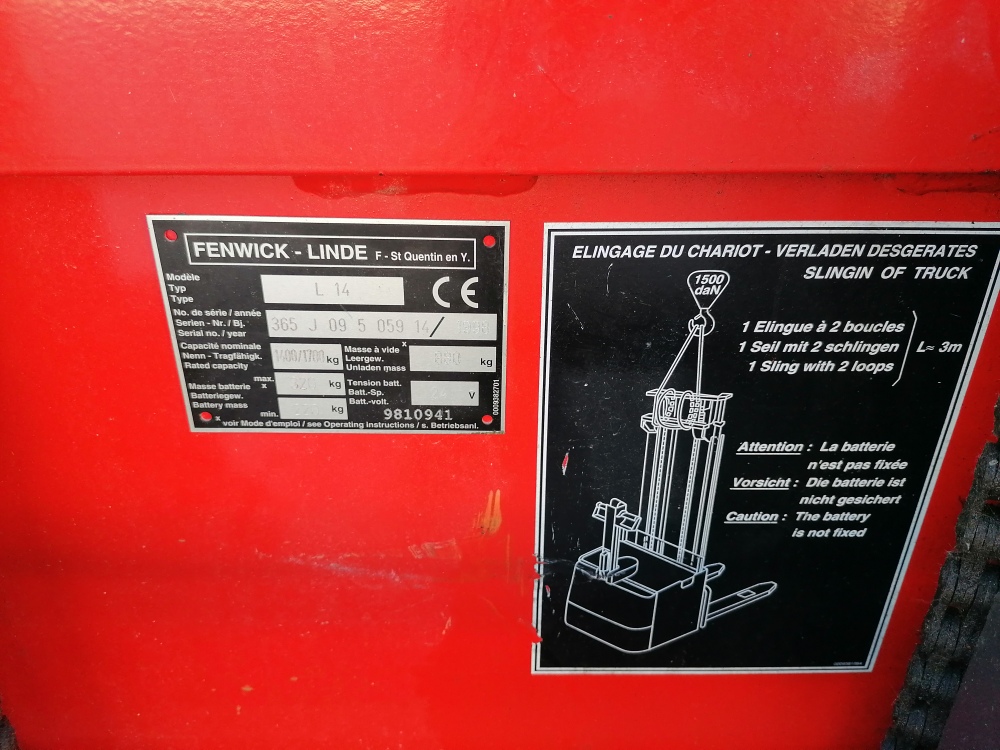 FENWICK - LINDE F - St Quentin en Y.
Modèle
Typ
Type
L 14
No. de série / année
Serien - Nr. / Bj.
Serial no. / year
365 J 09 5 059 14/
Capacité nominale
Nenn - Tragfähigk.
Rated capacity
1400/1700 kg
Masse à vide x
Leergew.
Unladen mass
kg
Masse batterie x
Batteriegew.
Battery mass
max. kg
min. kg
Tension batt.
Batt.-Sp.
Batt.-volt.
V
9810941
x voir Mode d'emploi / see Operating instructions / s. Betriebsanl.
0009382701
ELINGAGE DU CHARIOT - VERLADEN DESGERATES
SLINGIN OF TRUCK
1500
daN
1 Elingue à 2 boucles
1 Seil mit 2 schlingen
1 Sling with 2 loops
L≈ 3m
Attention : La batterie
n'est pas fixée
Vorsicht : Die batterie ist
nicht gesichert
Caution : The battery
is not fixed